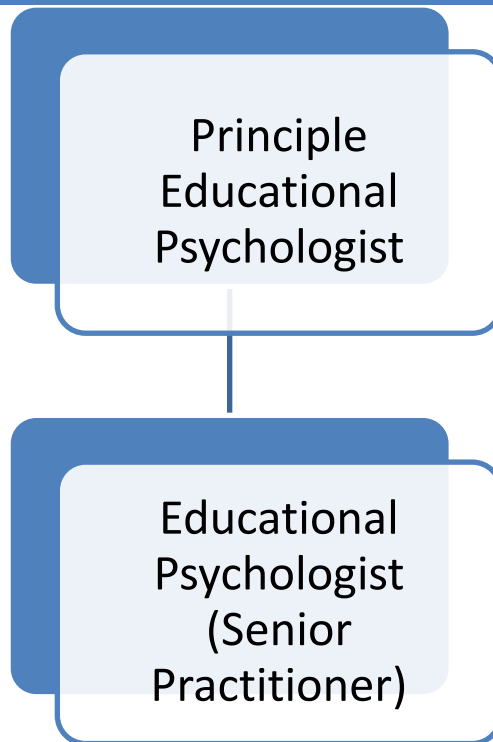 Principle
Educational
Psychologist
Educational
Psychologist
(Senior
Practitioner)